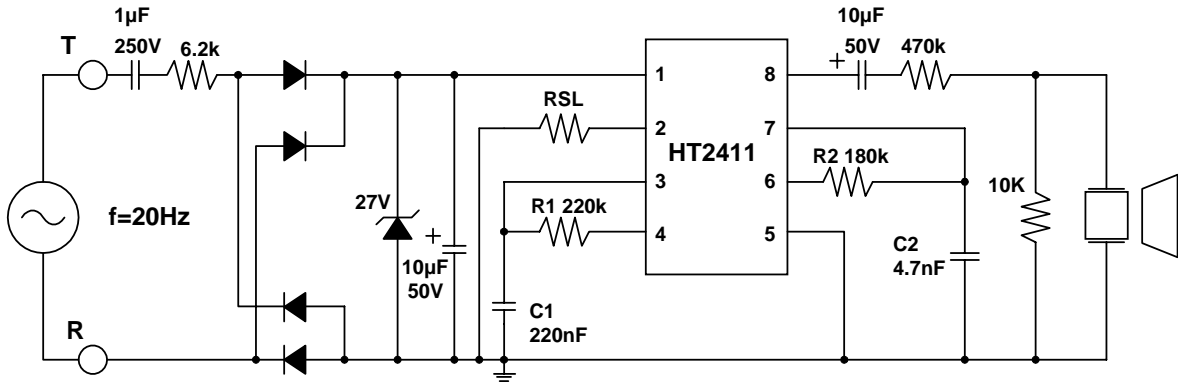 1µF
250V
6.2k
T
f=20Hz
R
27V
+
10µF
50V
RSL
R1 220k
C1
220nF
1
2
3
4
HT2411
8
7
6
5
10µF
50V
+
470k
R2 180k
C2
4.7nF
10K